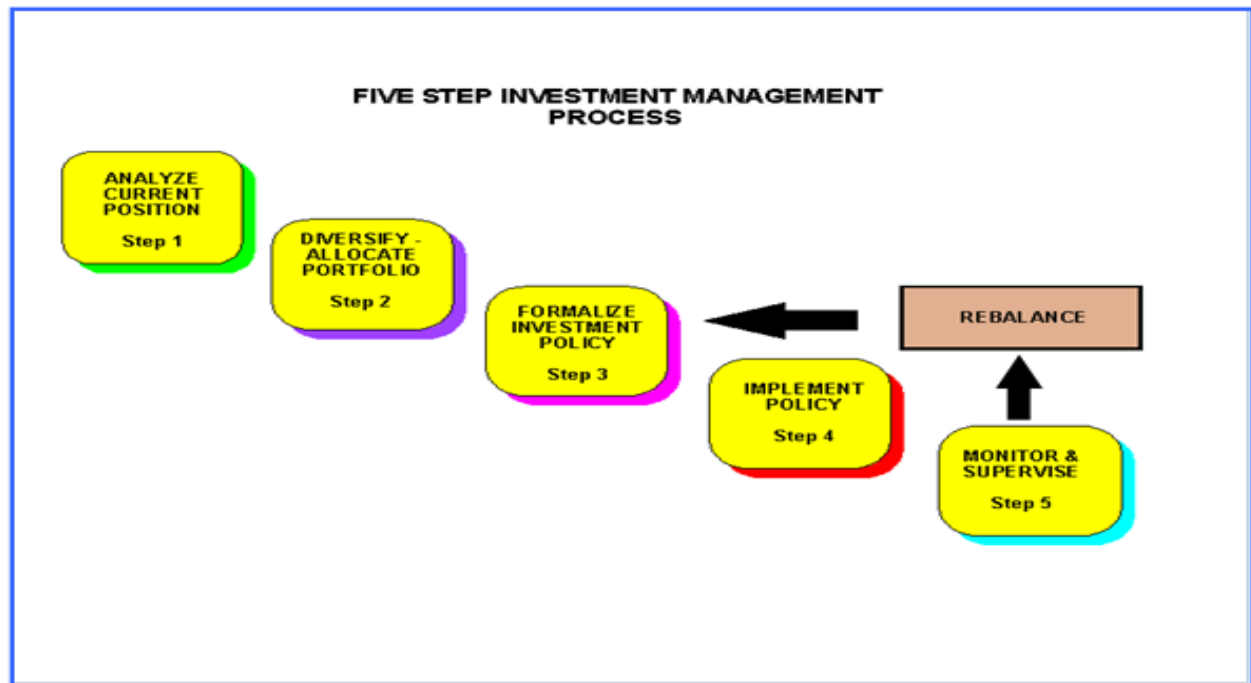 FIVE STEP INVESTMENT MANAGEMENT
PROCESS
ANALYZE
CURRENT
POSITION
Step 1
DIVERSIFY -
ALLOCATE
PORTFOLIO
Step 2
FORMALIZE
INVESTMENT
POLICY
Step 3
IMPLEMENT
POLICY
Step 4
MONITOR &
SUPERVISE
Step 5
REBALANCE